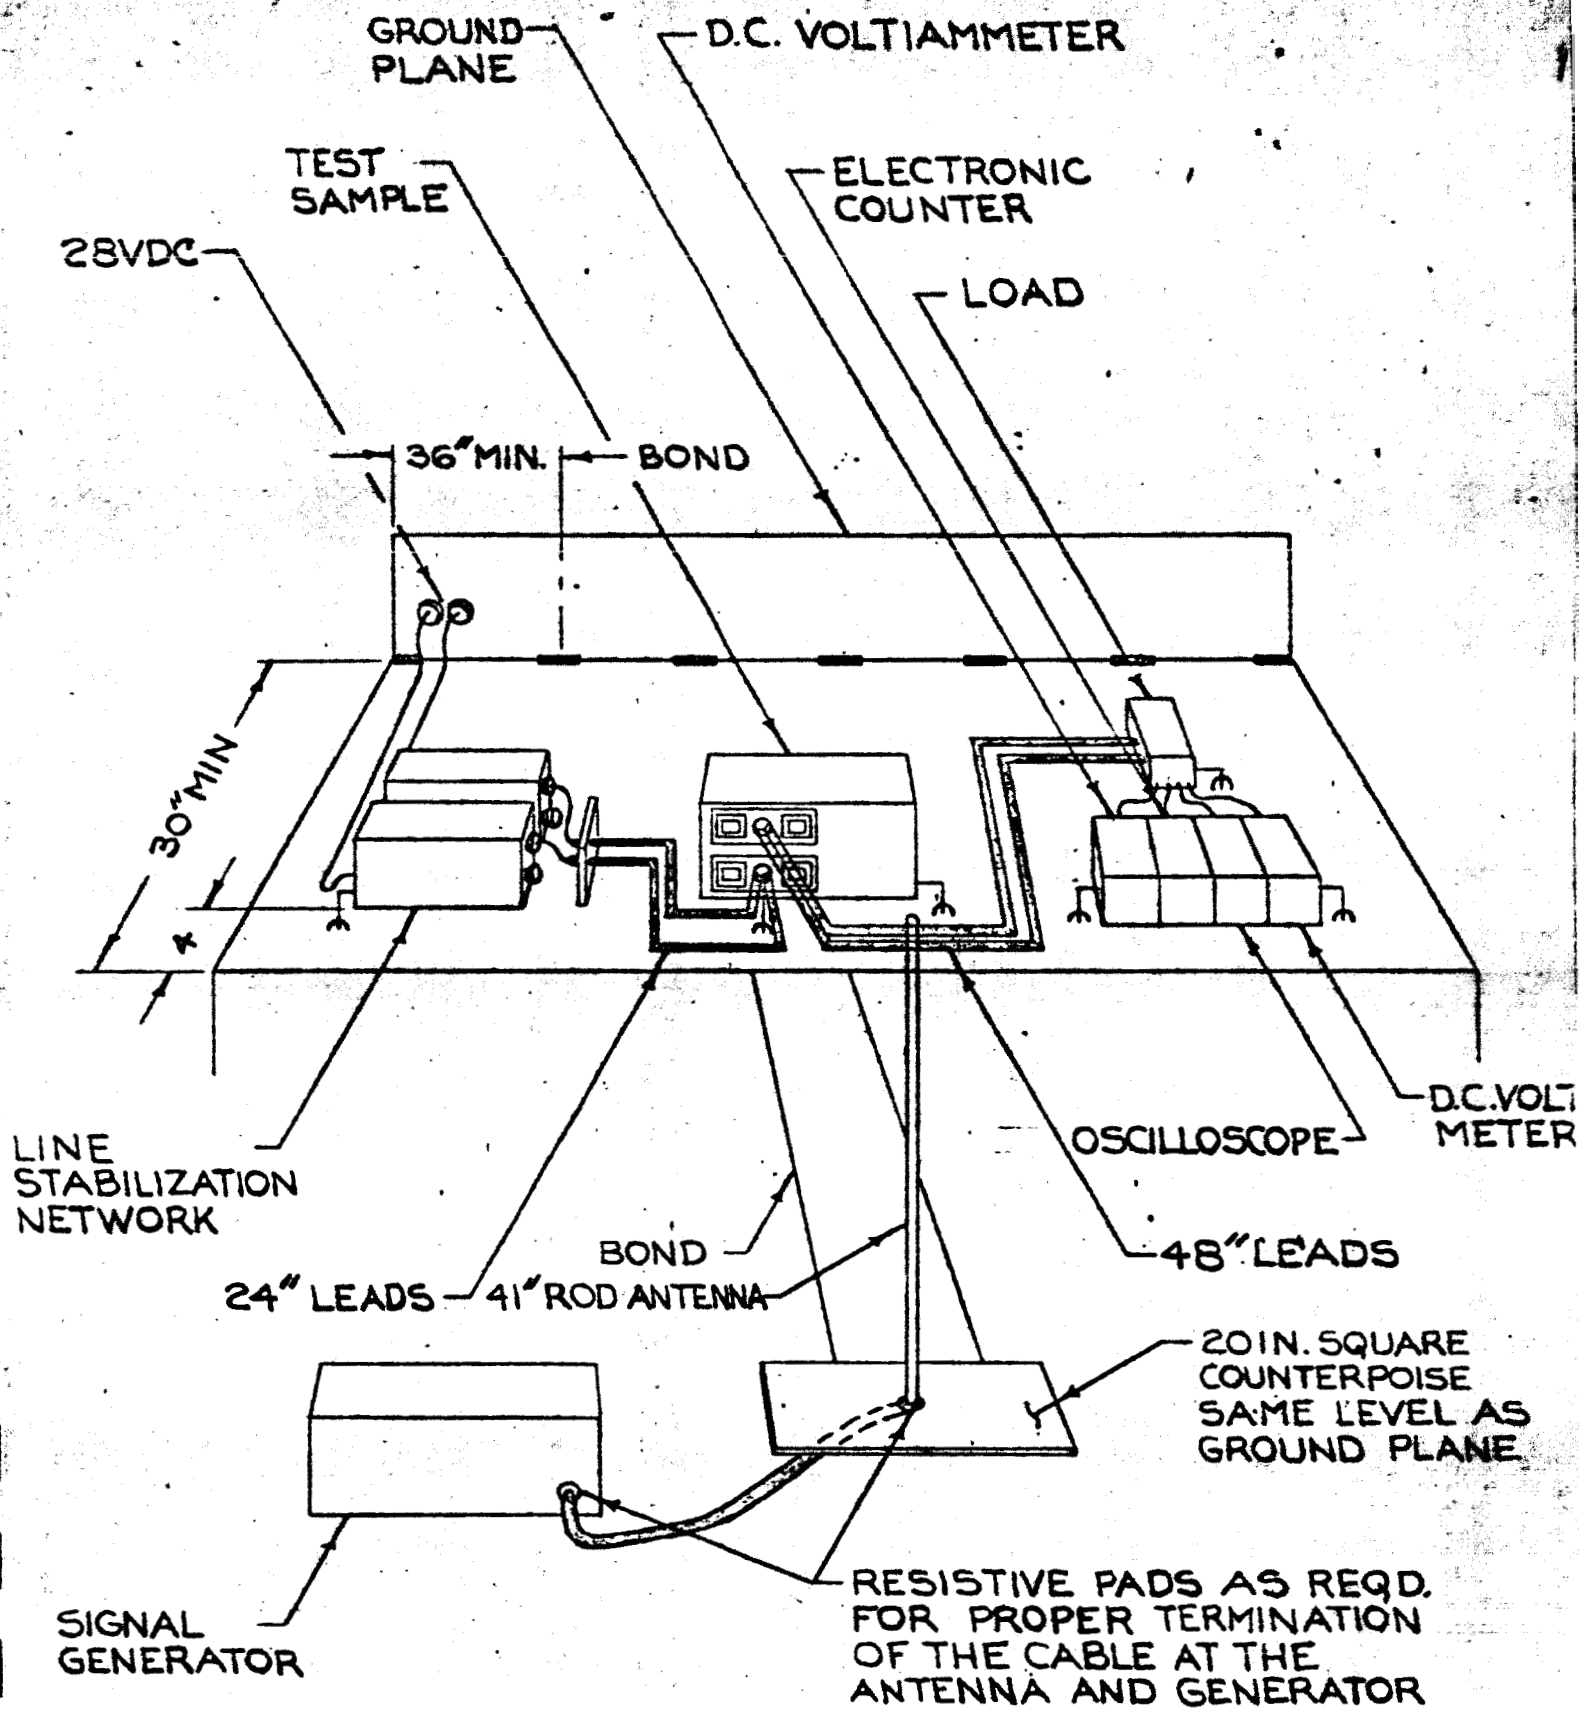 GROUND
PLANE
D.C. VOLTIAMMETER
TEST
SAMPLE
ELECTRONIC
COUNTER
28VDC
LOAD
36" MIN.
BOND
30" MIN
4
LINE
STABILIZATION
NETWORK
D.C. VOLT
METER
OSCILLOSCOPE
BOND
48" LEADS
24" LEADS
41" ROD ANTENNA
20 IN. SQUARE
COUNTERPOISE
SAME LEVEL AS
GROUND PLANE
SIGNAL
GENERATOR
RESISTIVE PADS AS REQD.
FOR PROPER TERMINATION
OF THE CABLE AT THE
ANTENNA AND GENERATOR